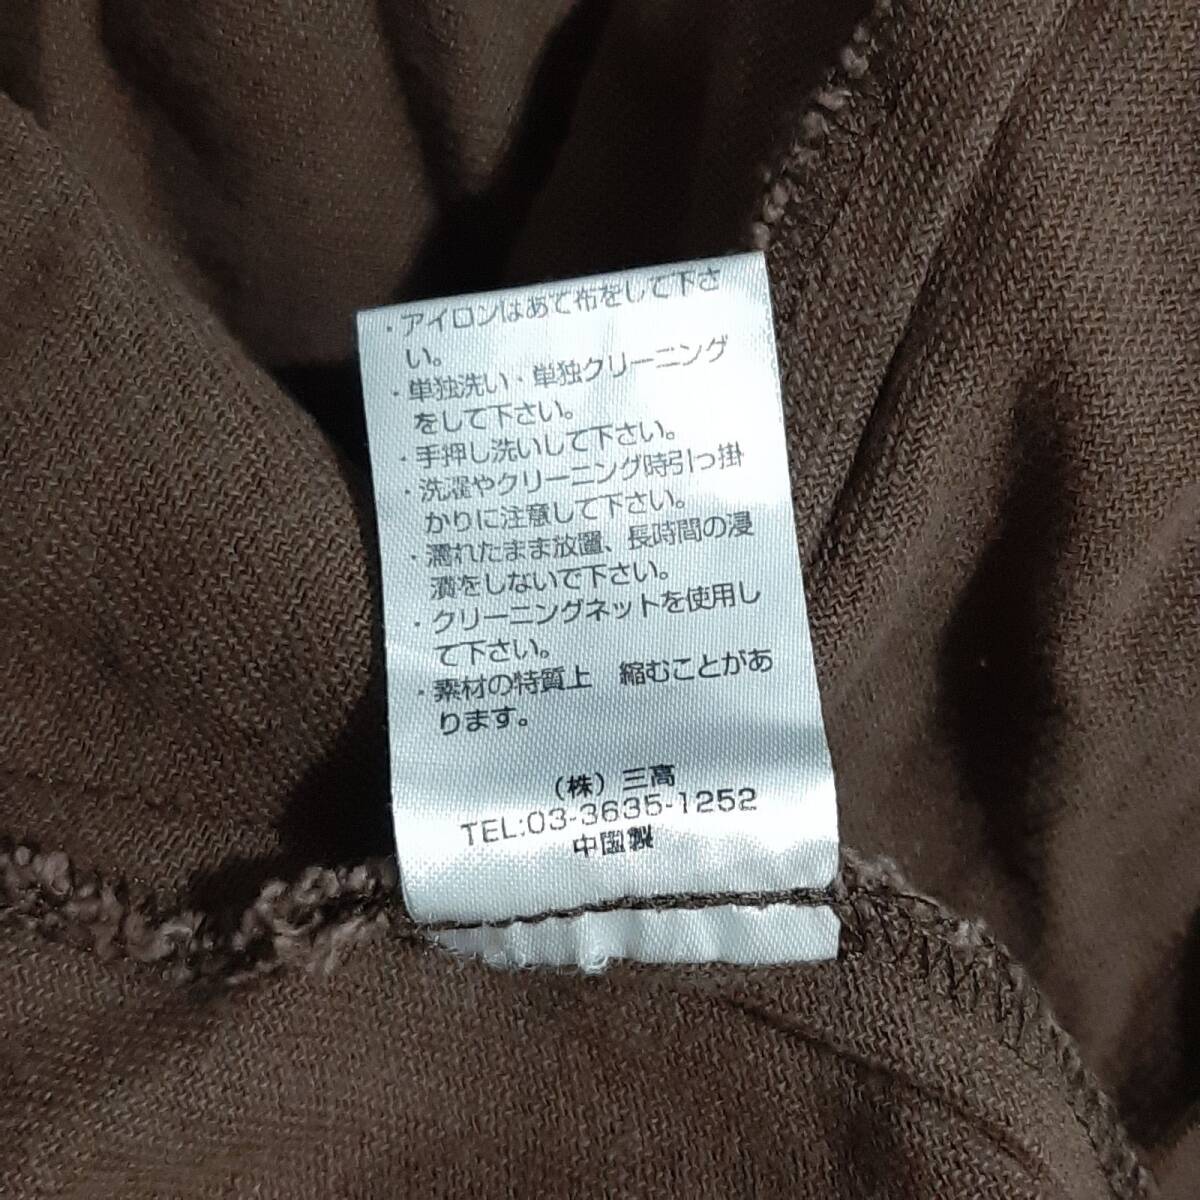 ・アイロンはあて布をして下さ
い。
・単独洗い・単独クリーニング
をして下さい。
・手押し洗いして下さい。
・洗濯やクリーニング時引っ掛
かりに注意して下さい。
・濡れたまま放置、長時間の浸
漬をしないで下さい。
・クリーニングネットを使用し
て下さい。
・素材の特質上　縮むことがあ
ります。
（株）三高
TEL:03-3635-1252
中国製